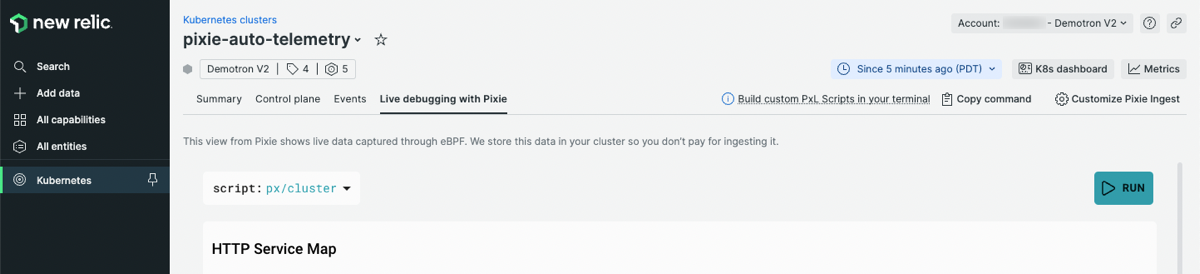 new relic.
Search
Add data
All capabilities
All entities
Kubernetes
Kubernetes clusters
pixie-auto-telemetry
Account: - Demotron V2
Demotron V2 | 4 | 5
Since 5 minutes ago (PDT)
K8s dashboard
Metrics
Summary Control plane Events Live debugging with Pixie
Build custom PxL Scripts in your terminal
Copy command
Customize Pixie Ingest
This view from Pixie shows live data captured through eBPF. We store this data in your cluster so you don't pay for ingesting it.
script: px/cluster
RUN
HTTP Service Map